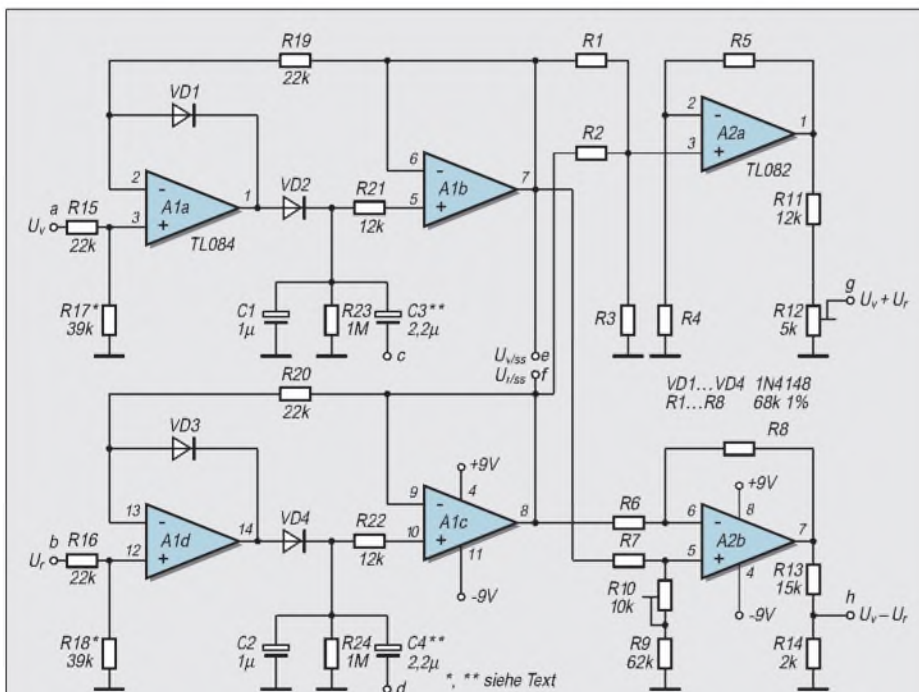 R19
22k
R1
R5
VD1
2
-
A1a
1
VD2
R21
12k
6
-
A1b
7
5
+
R2
2
-
A2a
1
3
+
TL082
R11
12k
a R15
Uv
22k
3
+
TL084
g
Uv + Ur
R17*
39k
C1
1µ
R23
1M
C3**
2,2µ
c
R3
R4
R12
5k
Uv/ss e
Ur/ss f
R20
22k
VD1...VD4 1N4148
R1...R8 68k 1%
VD3
R8
+9V
4
+9V
8
13
-
A1d
14
VD4
R22
12k
9
-
A1c
8
10
+
11
-9V
R6
R7
6
-
A2b
7
5
+
4
-9V
b R16
Ur
22k
12
+
R13
15k
h
Uv – Ur
R10
10k
R18*
39k
C2
1µ
R24
1M
C4**
2,2µ
d
R9
62k
R14
2k
*, ** siehe Text